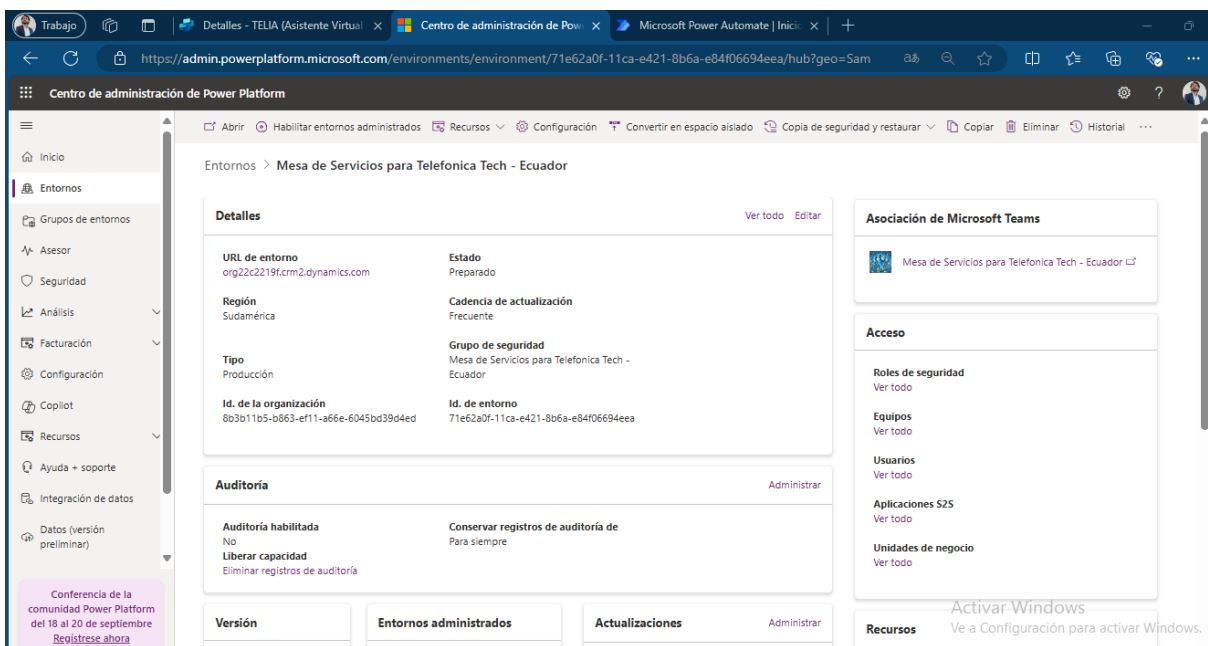 Trabajo
Detalles - TELIA (Asistente Virtual
Centro de administración de Pow
Microsoft Power Automate | Inicio
https://admin.powerplatform.microsoft.com/environments/environment/71e62a0f-11ca-e421-8b6a-e84f06694eea/hub?geo=Sam
Centro de administración de Power Platform
Abrir Habilitar entornos administrados Recursos Configuración Convertir en espacio aislado Copia de seguridad y restaurar Copiar Eliminar Historial ...
Inicio
Entornos
Grupos de entornos
Asesor
Seguridad
Análisis
Facturación
Configuración
Copilot
Recursos
Ayuda + soporte
Integración de datos
Datos (versión
preliminar)
Conferencia de la
comunidad Power Platform
del 18 al 20 de septiembre
Regístrese ahora
Entornos > Mesa de Servicios para Telefonica Tech - Ecuador
Detalles
Ver todo Editar
URL de entorno
org22c2219f.crm2.dynamics.com
Estado
Preparado
Región
Sudamérica
Cadencia de actualización
Frecuente
Tipo
Producción
Grupo de seguridad
Mesa de Servicios para Telefonica Tech -
Ecuador
Id. de la organización
8b3b11b5-b863-ef11-a66e-6045bd39d4ed
Id. de entorno
71e62a0f-11ca-e421-8b6a-e84f06694eea
Auditoría
Administrar
Auditoría habilitada
No
Conservar registros de auditoría de
Para siempre
Liberar capacidad
Eliminar registros de auditoría
Versión
Entornos administrados
Actualizaciones
Administrar
Asociación de Microsoft Teams
Mesa de Servicios para Telefonica Tech - Ecuador
Acceso
Roles de seguridad
Ver todo
Equipos
Ver todo
Usuarios
Ver todo
Aplicaciones S2S
Ver todo
Unidades de negocio
Ver todo
Recursos
Activar Windows
Ve a Configuración para activar Windows.